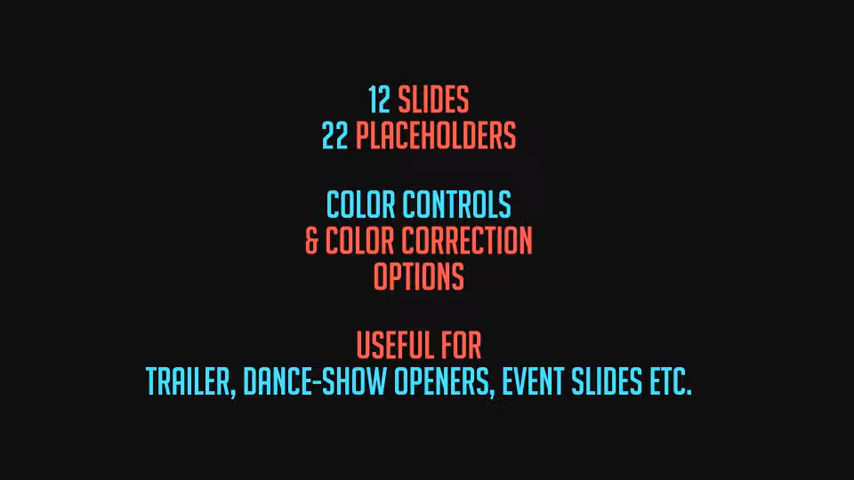 12 SLIDES
22 PLACEHOLDERS
COLOR CONTROLS
& COLOR CORRECTION
OPTIONS
USEFUL FOR
TRAILER, DANCE-SHOW OPENERS, EVENT SLIDES ETC.